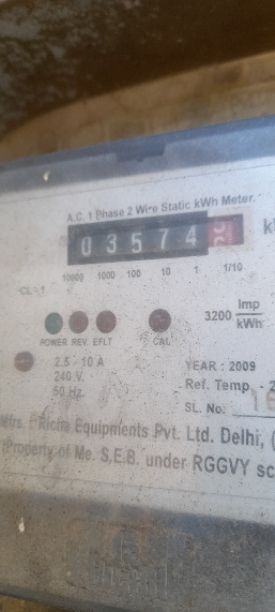 A.C. 1 Phase 2 Wire Static kWh Meter.
0 3 5 7 4
10000 1000 100 10 1 1/10
CL-1
3200 Imp/kWh
POWER REV. EFLT CAL
2.5 - 10 A
240 V.
50 Hz.
YEAR : 2009
Ref. Temp -
SL. No:
Equipments Pvt. Ltd. Delhi,
Property of Me. S.E.B. under RGGVY